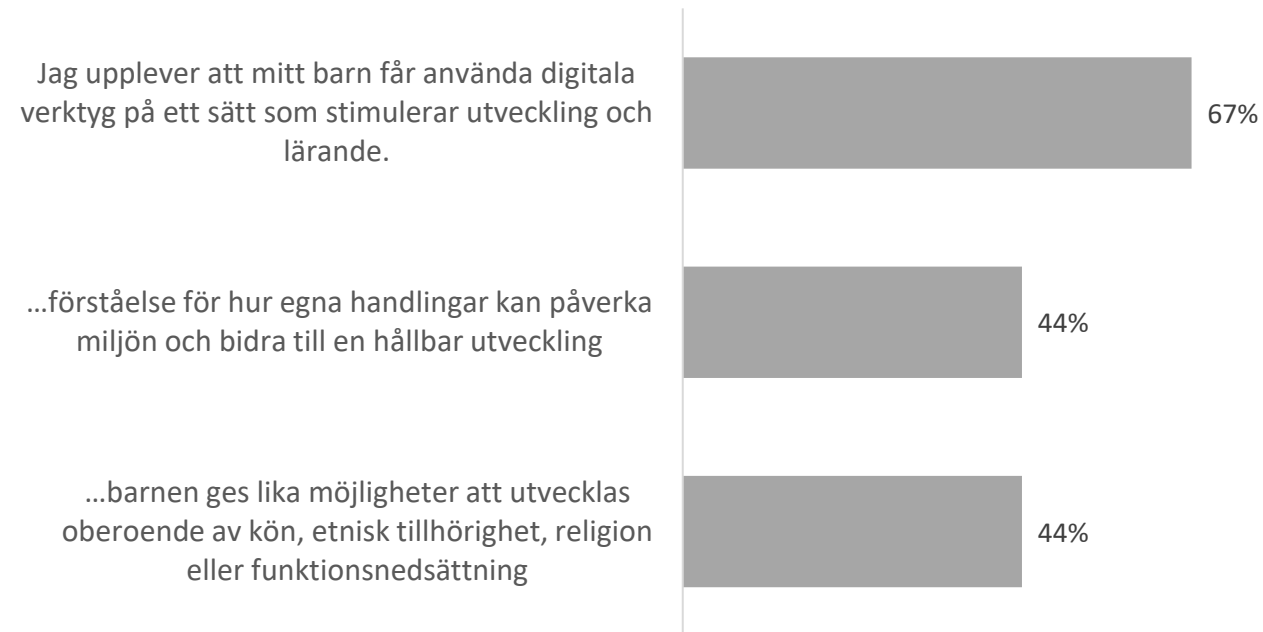 Jag upplever att mitt barn får använda digitala
verktyg på ett sätt som stimulerar utveckling och
lärande.
67%
…förståelse för hur egna handlingar kan påverka
miljön och bidra till en hållbar utveckling
44%
…barnen ges lika möjligheter att utvecklas
oberoende av kön, etnisk tillhörighet, religion
eller funktionsnedsättning
44%